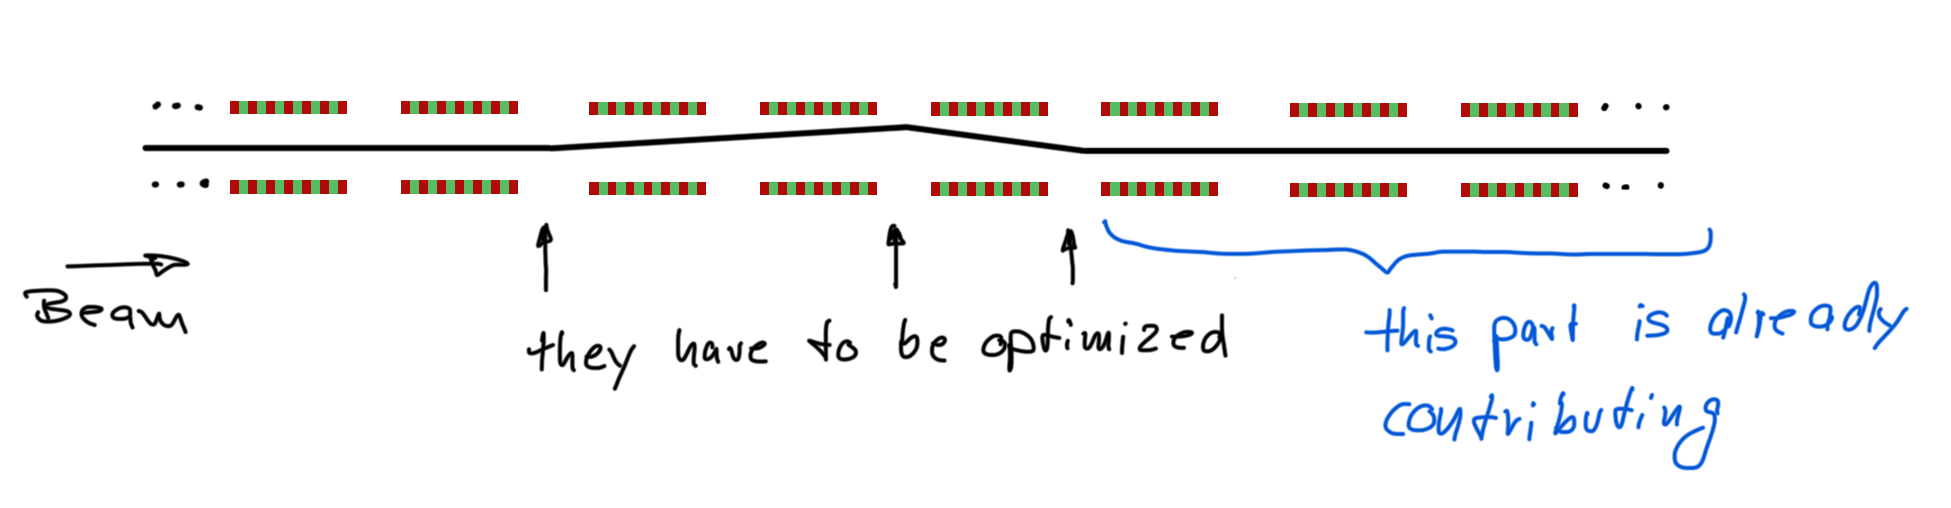 Beam
they have to be optimized
this part is already
contributing